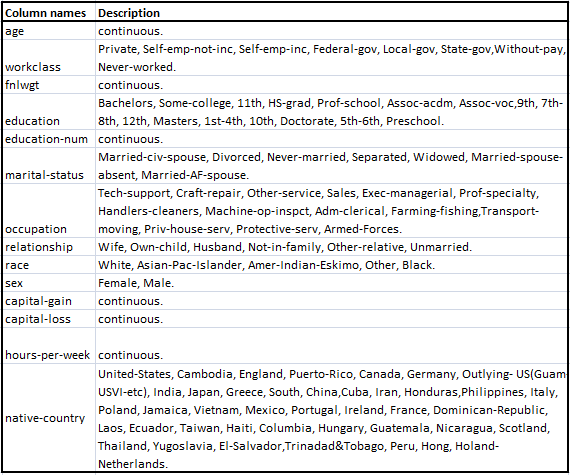 Column names Description
age continuous.
Private, Self-emp-not-inc, Self-emp-inc, Federal-gov, Local-gov, State-gov,Without-pay,
workclass Never-worked.
fnlwgt continuous.
Bachelors, Some-college, 11th, HS-grad, Prof-school, Assoc-acdm, Assoc-voc,9th, 7th-
education 8th, 12th, Masters, 1st-4th, 10th, Doctorate, 5th-6th, Preschool.
education-num continuous.
Married-civ-spouse, Divorced, Never-married, Separated, Widowed, Married-spouse-
marital-status absent, Married-AF-spouse.
Tech-support, Craft-repair, Other-service, Sales, Exec-managerial, Prof-specialty,
Handlers-cleaners, Machine-op-inspct, Adm-clerical, Farming-fishing,Transport-
occupation moving, Priv-house-serv, Protective-serv, Armed-Forces.
relationship Wife, Own-child, Husband, Not-in-family, Other-relative, Unmarried.
race White, Asian-Pac-Islander, Amer-Indian-Eskimo, Other, Black.
sex Female, Male.
capital-gain continuous.
capital-loss continuous.
hours-per-week continuous.
United-States, Cambodia, England, Puerto-Rico, Canada, Germany, Outlying- US(Guam
USVI-etc), India, Japan, Greece, South, China,Cuba, Iran, Honduras,Philippines, Italy,
Poland, Jamaica, Vietnam, Mexico, Portugal, Ireland, France, Dominican-Republic,
native-country Laos, Ecuador, Taiwan, Haiti, Columbia, Hungary, Guatemala, Nicaragua, Scotland,
Thailand, Yugoslavia, El-Salvador,Trinadad&Tobago, Peru, Hong, Holand-
Netherlands.